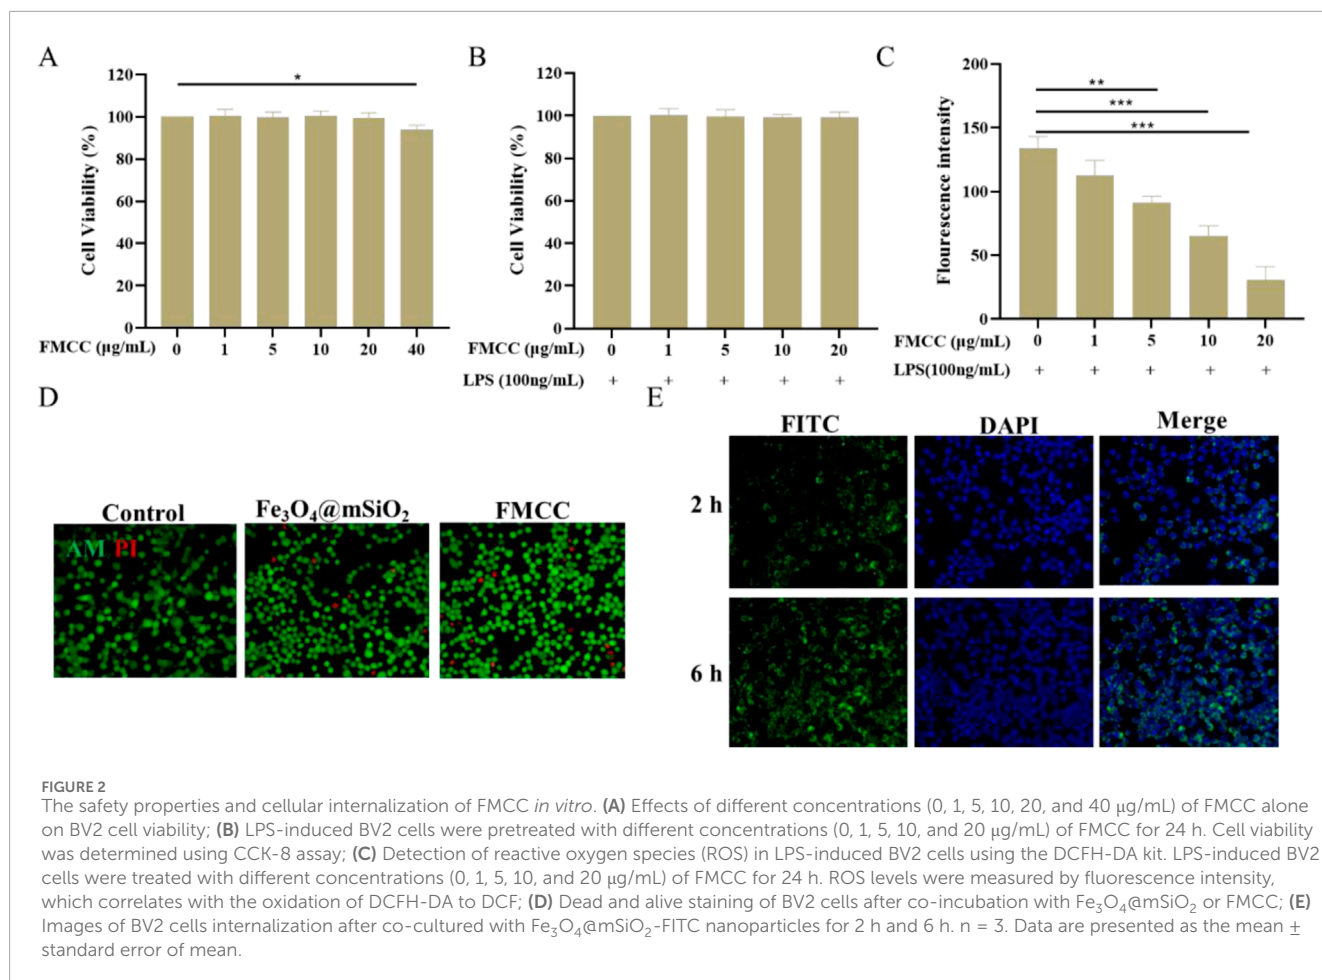 A
120
100
80
60
40
20
0
Cell Viability (%)
*
FMCC (μg/mL) 0 1 5 10 20 40
B
120
100
80
60
40
20
0
Cell Viability (%)
FMCC (μg/mL) 0 1 5 10 20
LPS (100ng/mL) + + + + +
C
200
150
100
50
0
Flourescence intensity
**
***
***
FMCC (μg/mL) 0 1 5 10 20
LPS(100ng/mL) + + + + +
D
Control Fe₃O₄@mSiO₂ FMCC
AM PI
E
FITC DAPI Merge
2 h
6 h
FIGURE 2
The safety properties and cellular internalization of FMCC in vitro. (A) Effects of different concentrations (0, 1, 5, 10, 20, and 40 μg/mL) of FMCC alone
on BV2 cell viability; (B) LPS-induced BV2 cells were pretreated with different concentrations (0, 1, 5, 10, and 20 μg/mL) of FMCC for 24 h. Cell viability
was determined using CCK-8 assay; (C) Detection of reactive oxygen species (ROS) in LPS-induced BV2 cells using the DCFH-DA kit. LPS-induced BV2
cells were treated with different concentrations (0, 1, 5, 10, and 20 μg/mL) of FMCC for 24 h. ROS levels were measured by fluorescence intensity,
which correlates with the oxidation of DCFH-DA to DCF; (D) Dead and alive staining of BV2 cells after co-incubation with Fe₃O₄@mSiO₂ or FMCC; (E)
Images of BV2 cells internalization after co-cultured with Fe₃O₄@mSiO₂-FITC nanoparticles for 2 h and 6 h. n = 3. Data are presented as the mean ±
standard error of mean.